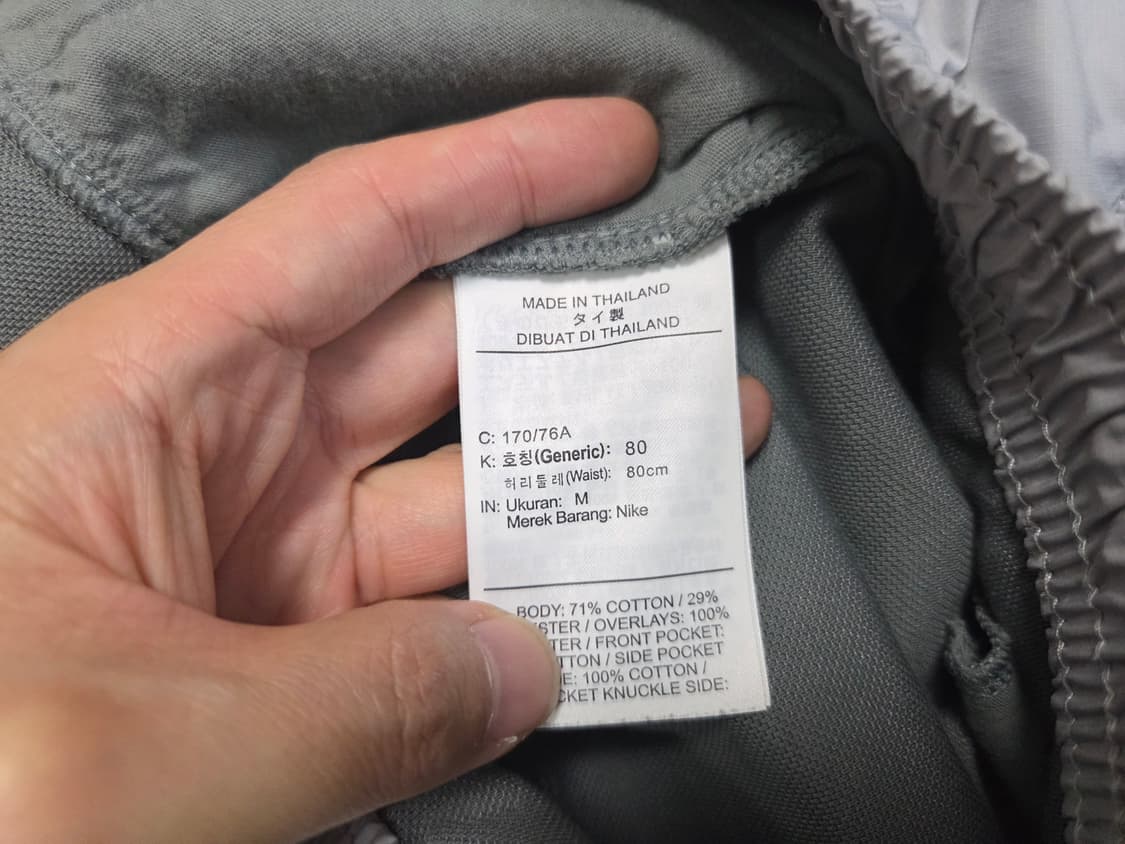 MADE IN THAILAND
タイ製
DIBUAT DI THAILAND
C: 170/76A
K: 호칭(Generic): 80
허리둘레(Waist): 80cm
IN: Ukuran: M
Merek Barang: Nike
BODY: 71% COTTON / 29%
/ OVERLAYS: 100%
/ FRONT POCKET:
/ SIDE POCKET
100% COTTON /
KNUCKLE SIDE: